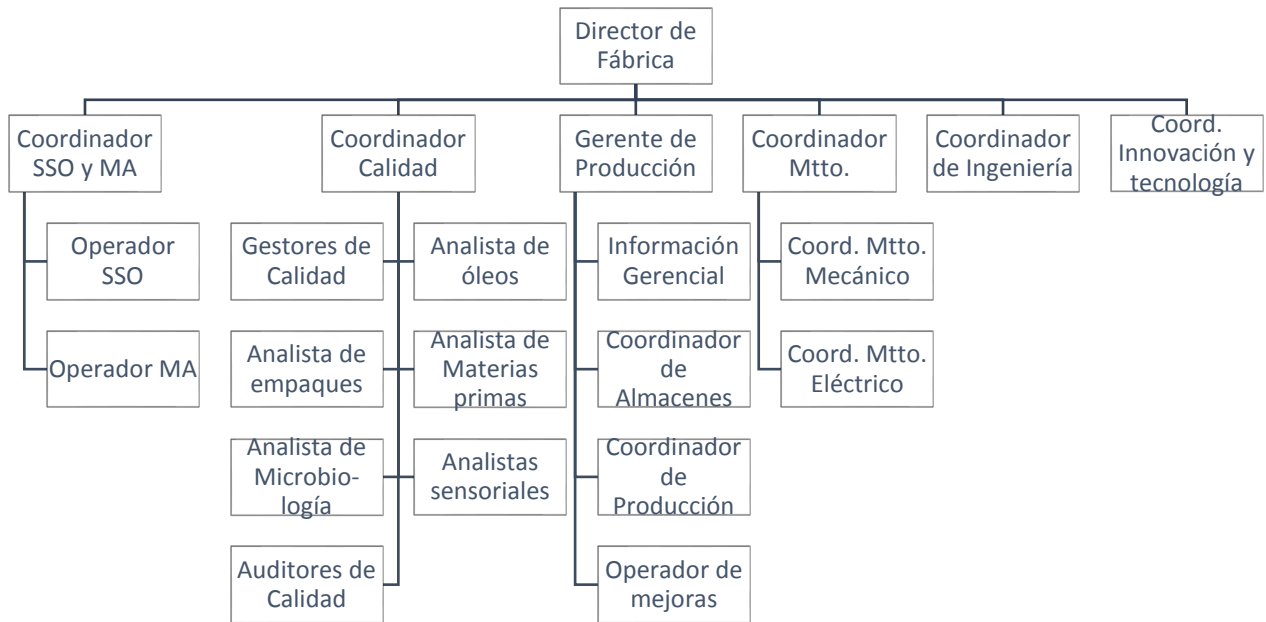 Director de
Fábrica
Coordinador
SSO y MA
Coordinador
Calidad
Gerente de
Producción
Coordinador
Mtto.
Coordinador
de Ingeniería
Coord.
Innovación y
tecnología
Operador
SSO
Gestores de
Calidad
Analista de
óleos
Información
Gerencial
Coord. Mtto.
Mecánico
Operador MA
Analista de
empaques
Analista de
Materias
primas
Coordinador
de
Almacenes
Coord. Mtto.
Eléctrico
Analista de
Microbio-
logía
Analistas
sensoriales
Coordinador
de
Producción
Auditores de
Calidad
Operador de
mejoras